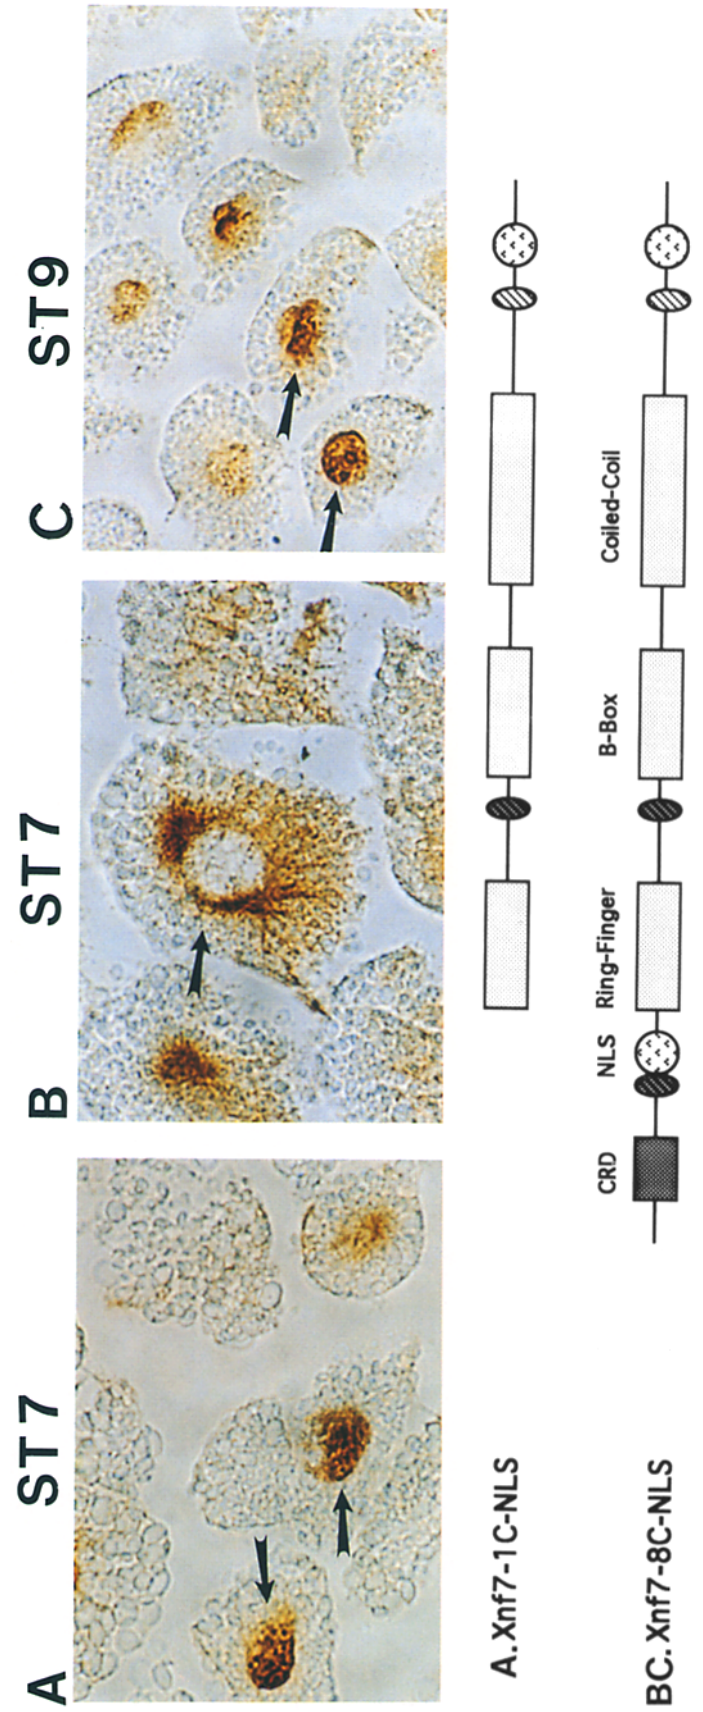 A ST7
B ST7
C ST9
A. Xnf7-1C-NLS
CRD NLS Ring-Finger B-Box Coiled-Coil
BC. Xnf7-8C-NLS